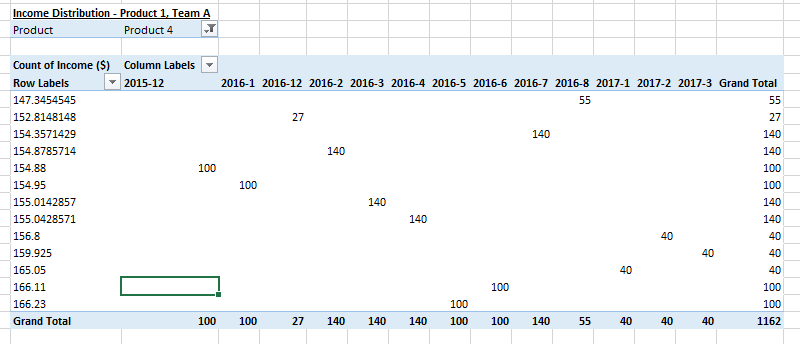 Income Distribution - Product 1, Team A
Product Product 4
Count of Income ($) Column Labels
Row Labels 2015-12 2016-1 2016-12 2016-2 2016-3 2016-4 2016-5 2016-6 2016-7 2016-8 2017-1 2017-2 2017-3 Grand Total
147.3454545 55 55
152.8148148 27 27
154.3571429 140 140
154.8785714 140 140
154.88 100 100
154.95 100 100
155.0142857 140 140
155.0428571 140 140
156.8 40 40
159.925 40 40
165.05 40 40
166.11 100 100
166.23 100 100
Grand Total 100 100 27 140 140 140 100 100 140 55 40 40 40 1162